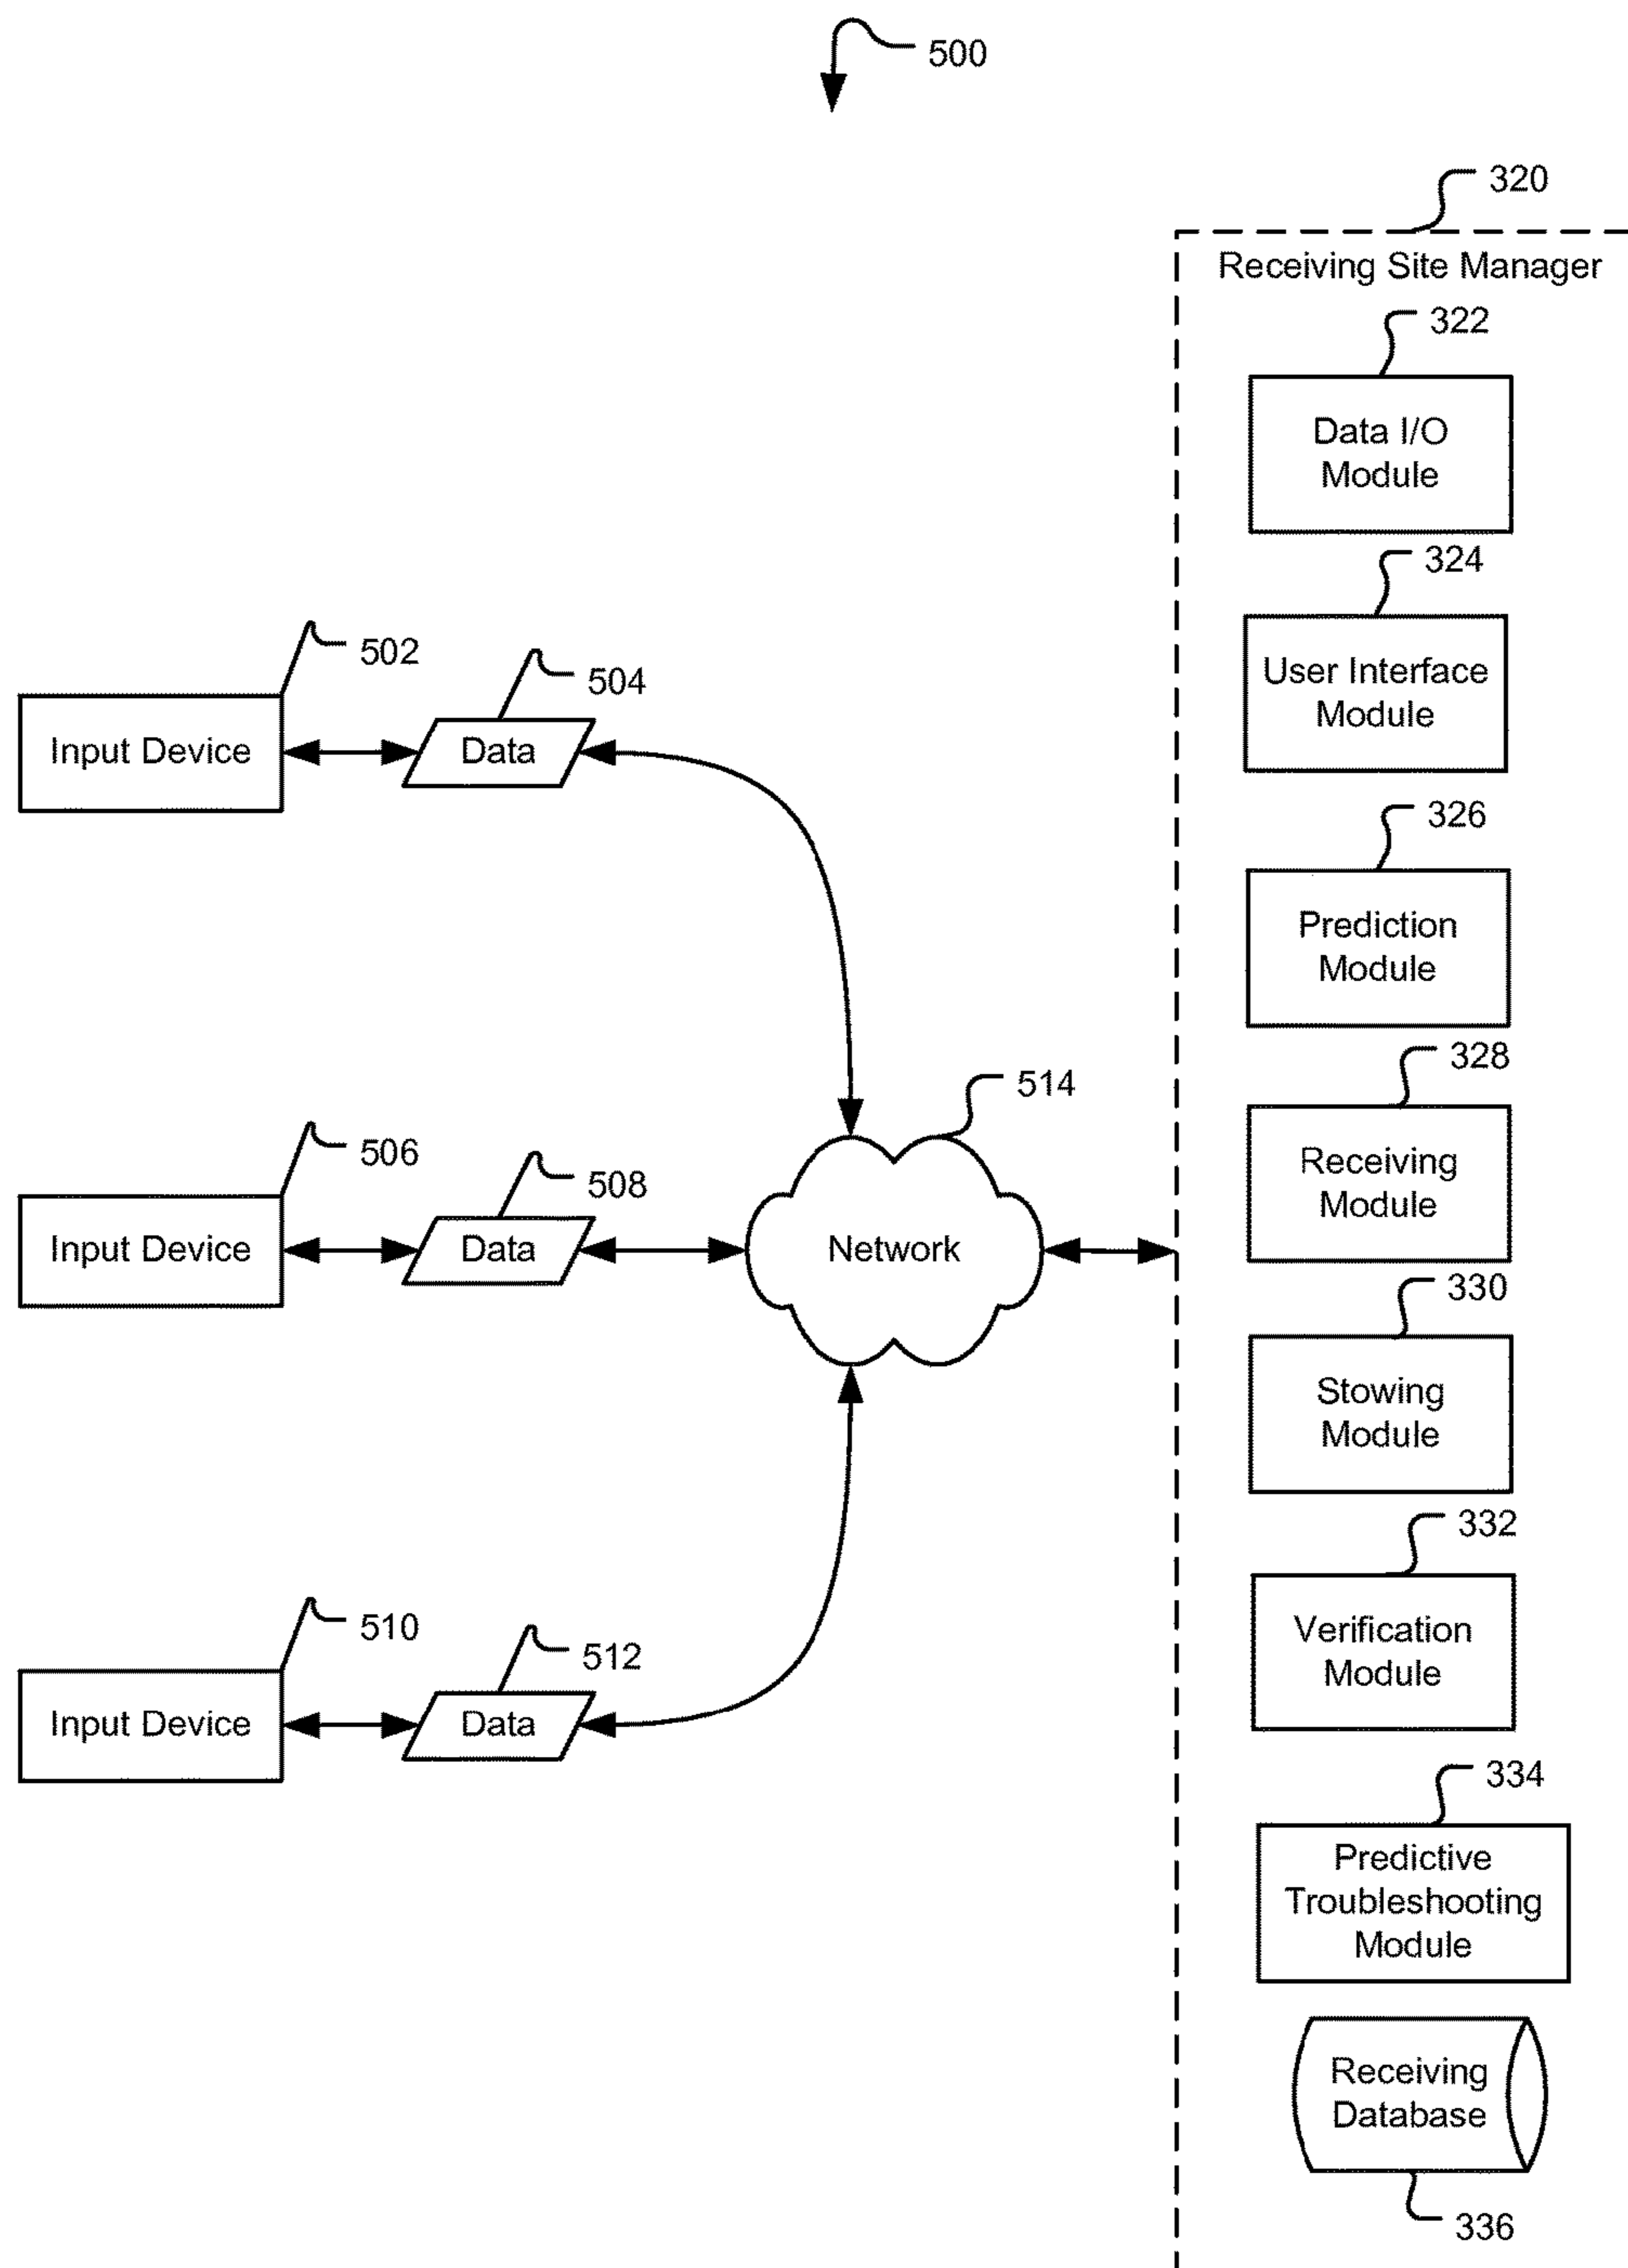 500
320
Receiving Site Manager
322
Data I/O
Module
324
User Interface
Module
502
504
Input Device
Data
326
Prediction
Module
328
514
Receiving
Module
506
508
Input Device
Data
Network
330
Stowing
Module
332
Verification
Module
510
512
Input Device
Data
334
Predictive
Troubleshooting
Module
Receiving
Database
336